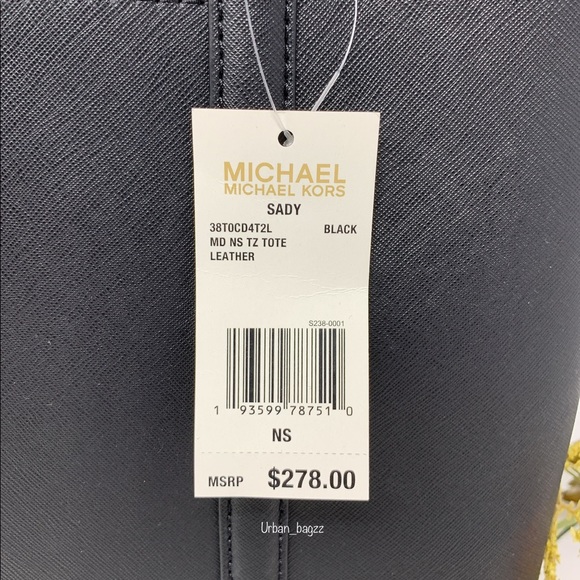 MICHAEL
MICHAEL KORS
SADY
38T0CD4T2L BLACK
MD NS TZ TOTE
LEATHER
S238-0001
1 93599 78751 0
NS
MSRP $278.00
Urban_bagzz